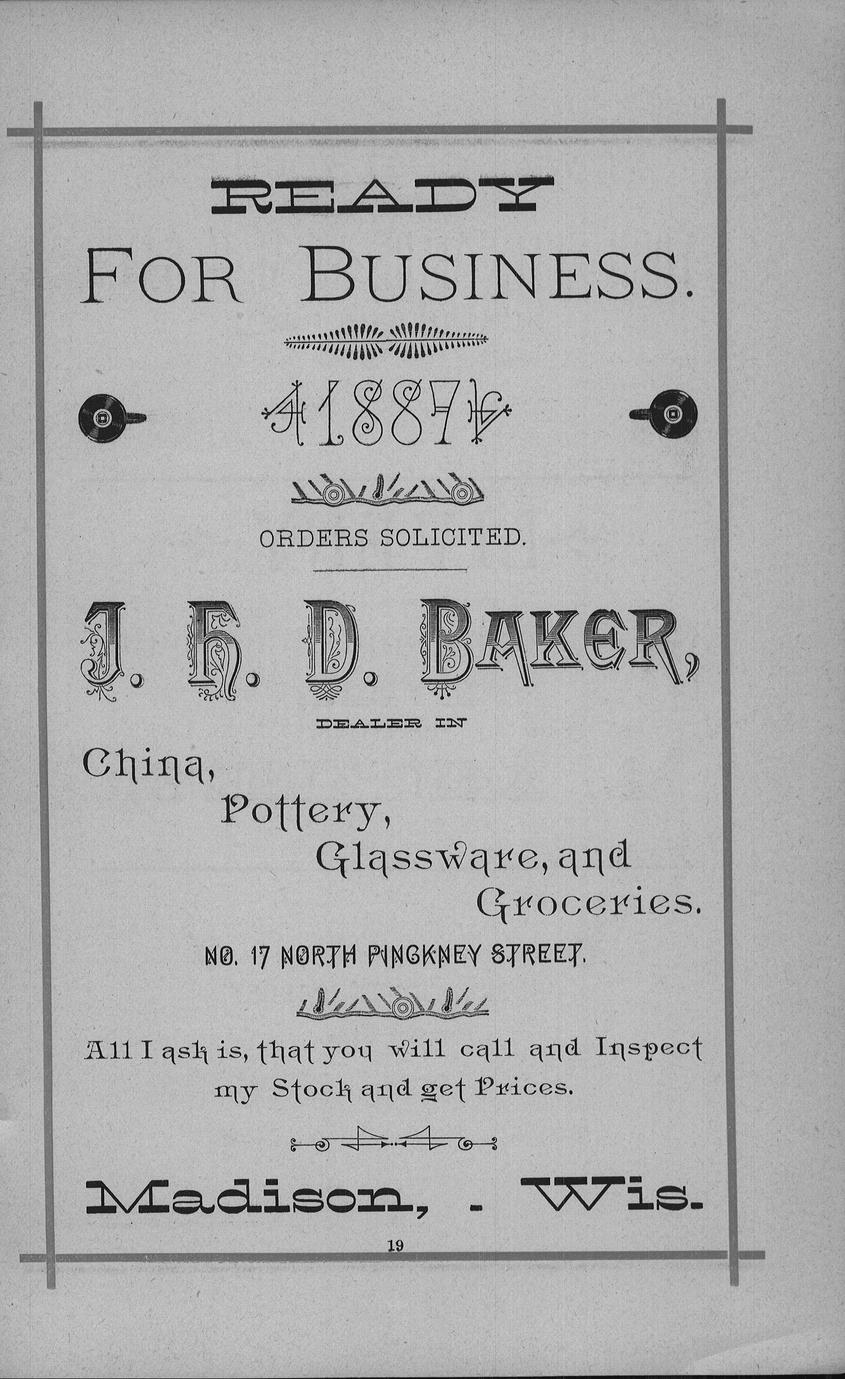 READY
FOR BUSINESS.
1887
ORDERS SOLICITED.
J. H. D. BAKER,
DEALER IN
China,
Pottery,
Glassware, and
Groceries.
NO. 17 NORTH PINCKNEY STREET.
All I ask is, that you will call and Inspect
my Stock and get Prices.
Madison, - Wis.
19